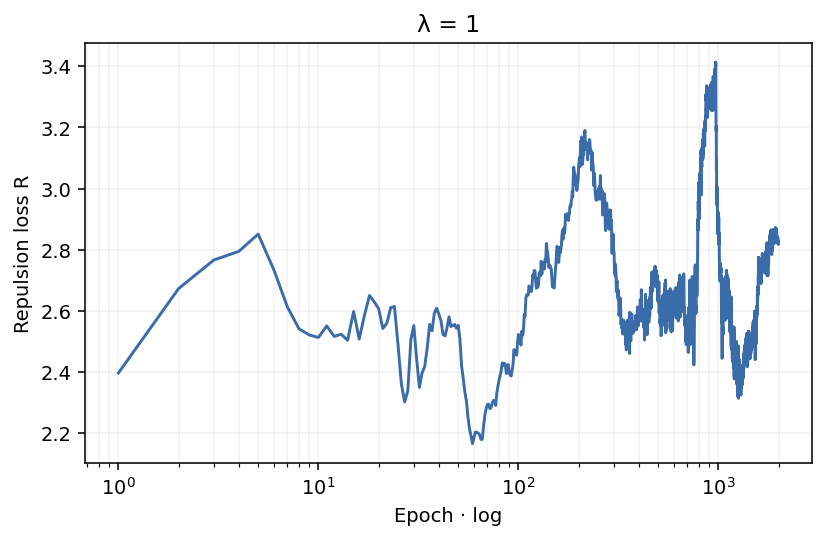 λ = 1
Repulsion loss R
3.4
3.2
3.0
2.8
2.6
2.4
2.2
10⁰ 10¹ 10² 10³
Epoch · log